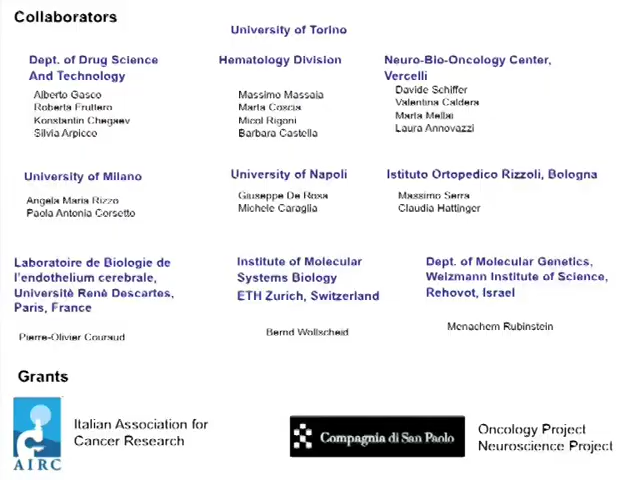 Collaborators
University of Torino
Dept. of Drug Science
And Technology
Alberto Gasco
Roberta Fruttero
Konstantin Chegaev
Silvia Arpicco
Hematology Division
Massimo Massaia
Marta Coscia
Micol Rigoni
Barbara Castella
Neuro-Bio-Oncology Center,
Vercelli
Davide Schiffer
Valentina Caldera
Marta Mellai
Laura Annovazzi
University of Milano
Angela Maria Rizzo
Paola Antonia Corsetto
University of Napoli
Giuseppe De Rosa
Michele Caraglia
Istituto Ortopedico Rizzoli, Bologna
Massimo Serra
Claudia Hattinger
Laboratoire de Biologie de
l'endothelium cerebrale,
Universitè Renè Descartes,
Paris, France
Pierre-Olivier Couraud
Institute of Molecular
Systems Biology
ETH Zurich, Switzerland
Bernd Wollscheid
Dept. of Molecular Genetics,
Weizmann Institute of Science,
Rehovot, Israel
Menachem Rubinstein
Grants
AIRC
Italian Association for
Cancer Research
Compagnia di San Paolo
Oncology Project
Neuroscience Project